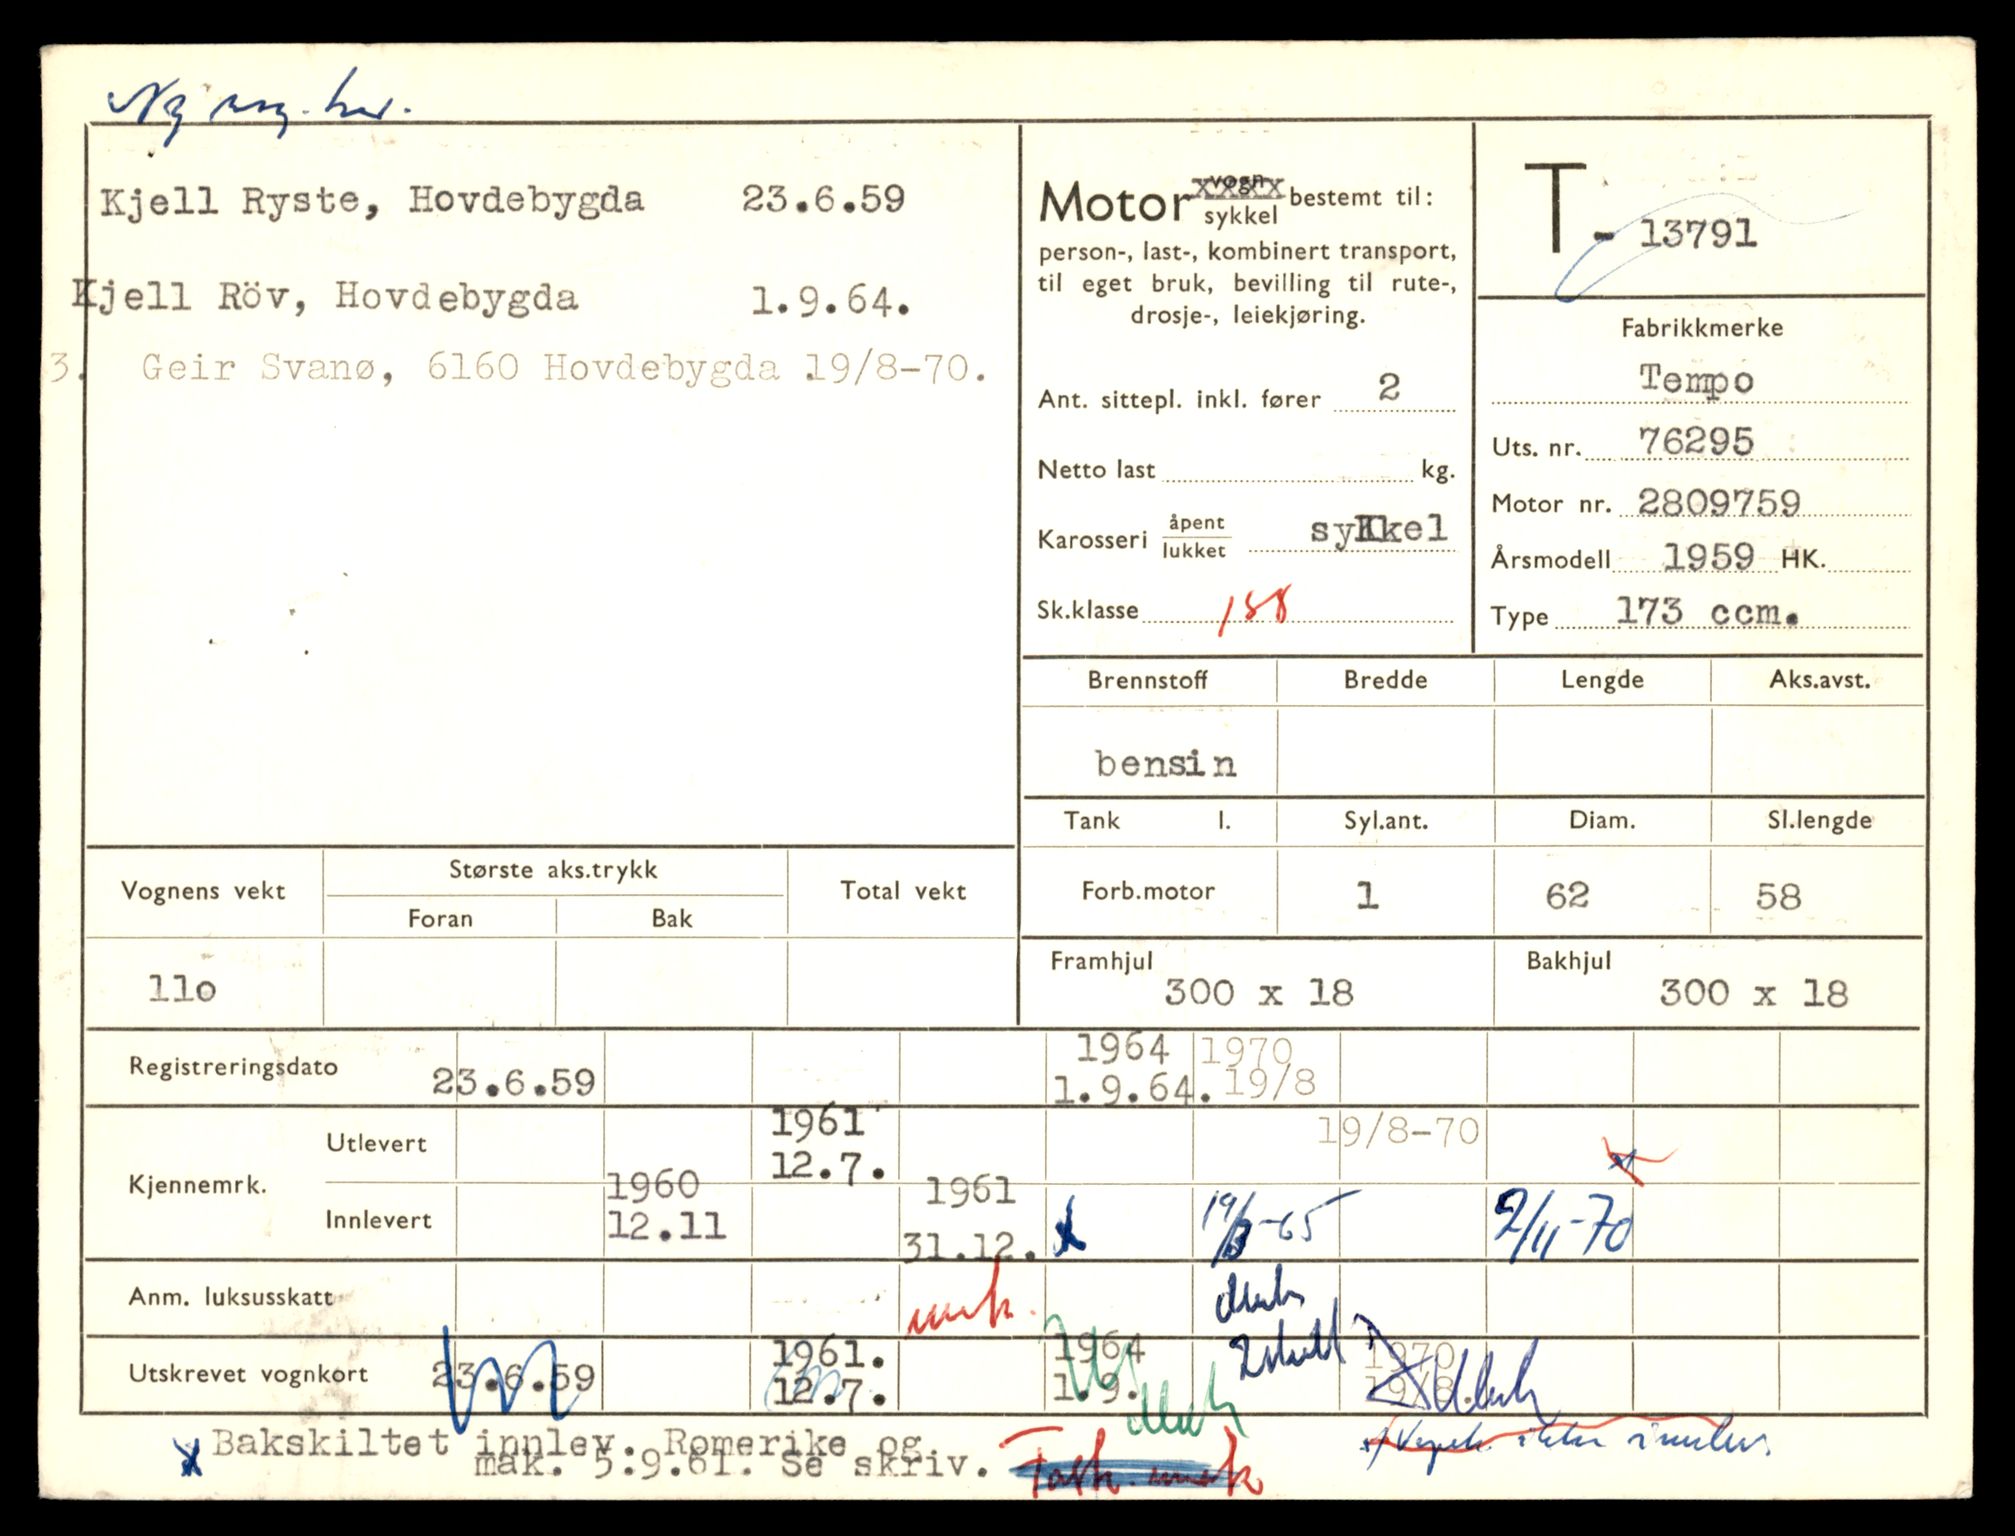 Kjell Ryste, Hovdebygda 23.6.59
Kjell Röv, Hovdebygda 1.9.64.
3. Geir Svanø, 6160 Hovdebygda 19/8-70.
Motor vogn sykkel bestemt til:
person-, last-, kombinert transport,
til eget bruk, bevilling til rute-,
drosje-, leiekjøring.
Ant. sittepl. inkl. fører 2
Netto last kg.
Karosseri åpent lukket sykkel
Sk.klasse 188
T- 13791
Fabrikkmerke
Tempo
Uts. nr. 76295
Motor nr. 2809759
Årsmodell 1959 HK.
Type 173 ccm.
Brennstoff Bredde Lengde Aks.avst.
bensin
Tank l. Syl.ant. Diam. Sl.lengde
Forb.motor 1 62 58
Framhjul 300 x 18 Bakhjul 300 x 18
Vognens vekt Største aks.trykk Total vekt
Foran Bak
110
Registreringsdato 23.6.59 1964 1.9.64. 1970 19/8
Kjennemrk.
Utlevert 1961 12.7. 19/8-70
Innlevert 1960 12.11 1961 31.12. x 2/11-70
Anm. luksusskatt
Utskrevet vognkort 23.6.59 1961. 12.7. 1964 1.9. 1970 19/8.
x Bakskiltet innlev. Romerike og
mak. 5.9.61. Se skriv.